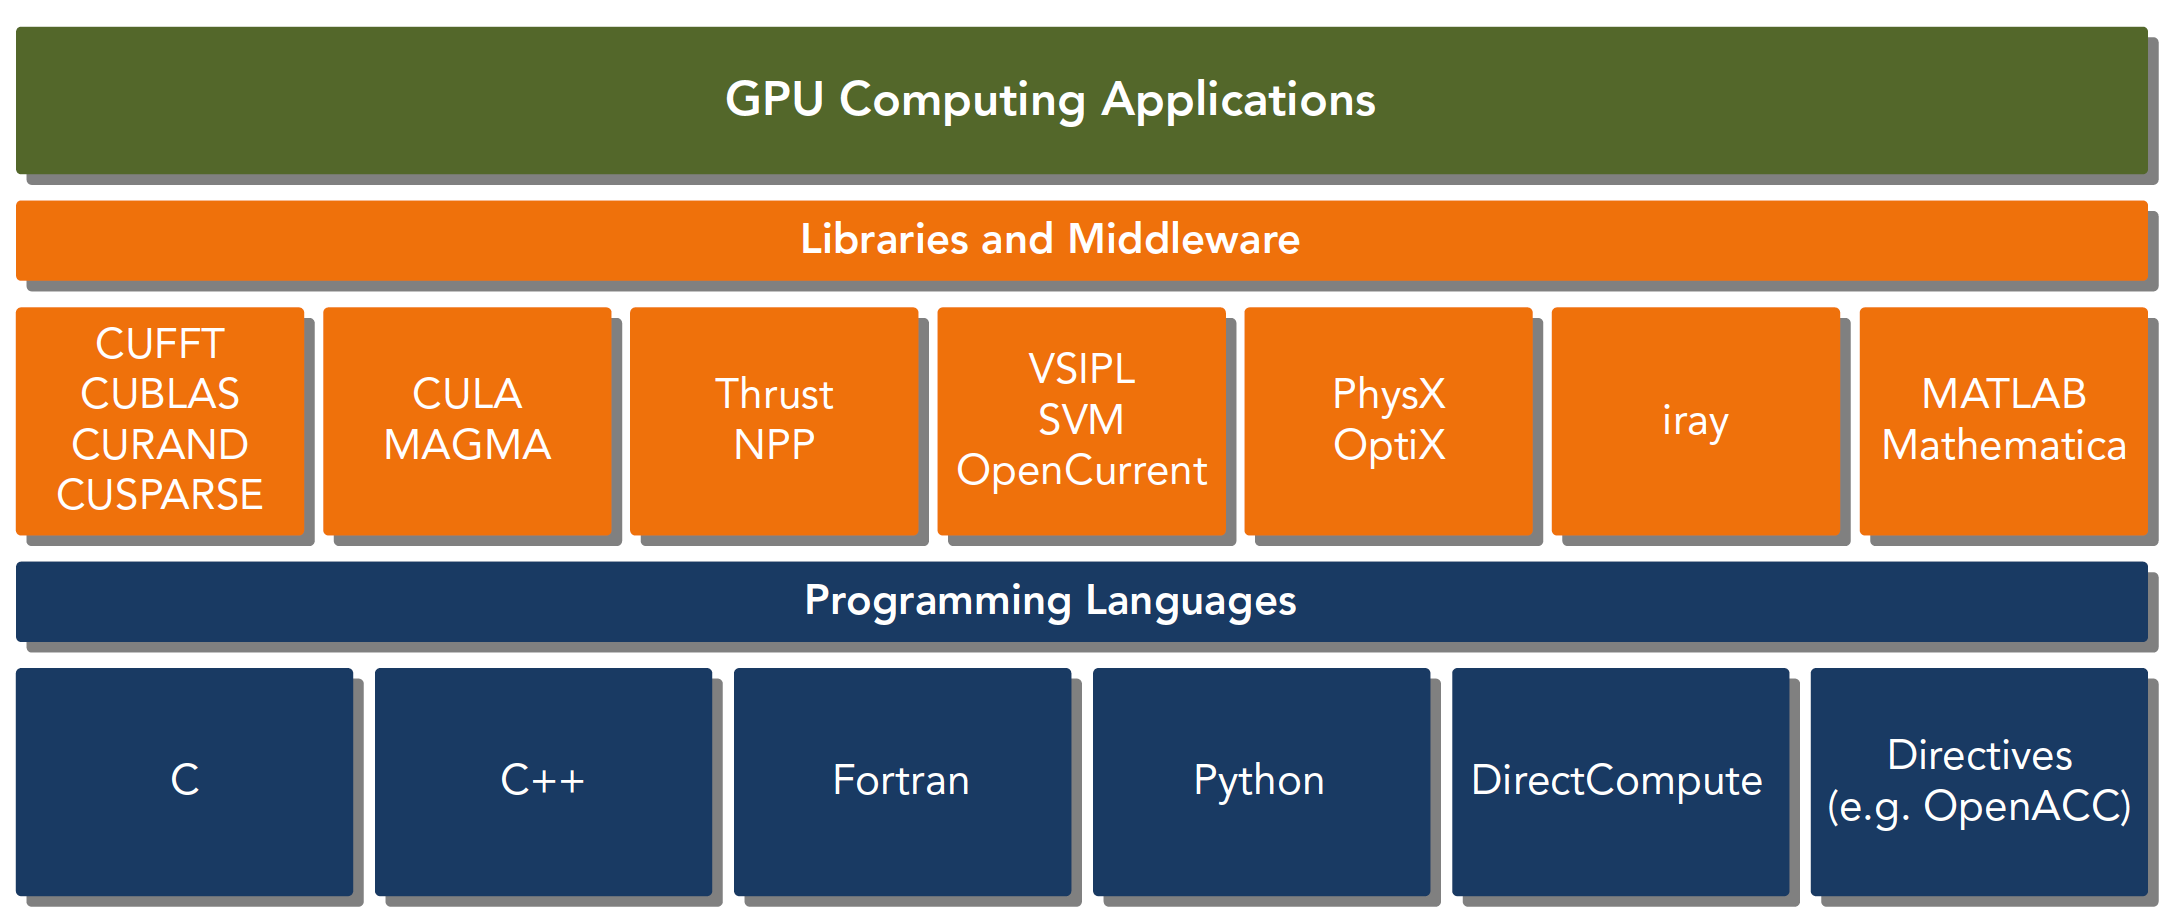 GPU Computing Applications
Libraries and Middleware
CUFFT
CUBLAS
CURAND
CUSPARSE
CULA
MAGMA
Thrust
NPP
VSIPL
SVM
OpenCurrent
PhysX
OptiX
iray
MATLAB
Mathematica
Programming Languages
C
C++
Fortran
Python
DirectCompute
Directives
(e.g. OpenACC)